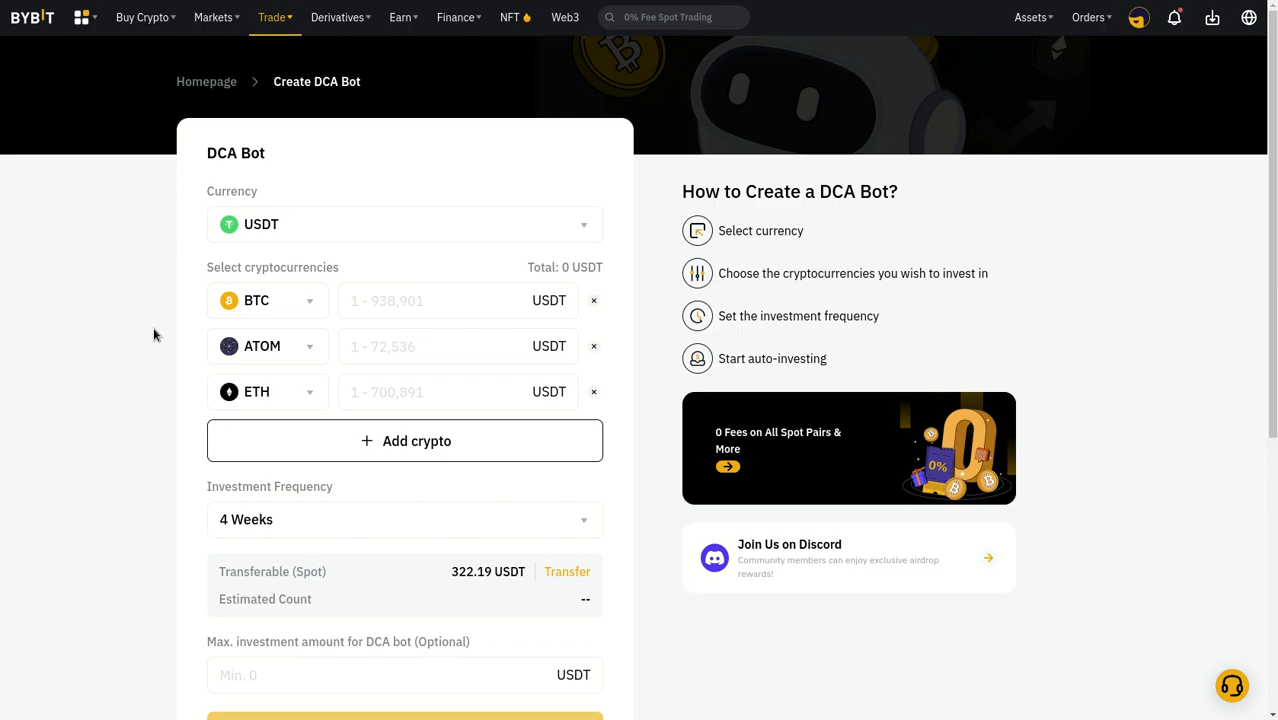 BYBIT
Buy Crypto
Markets
Trade
Derivatives
Earn
Finance
NFT
Web3
0% Fee Spot Trading
Assets
Orders
Homepage
Create DCA Bot
DCA Bot
Currency
USDT
Select cryptocurrencies
Total: 0 USDT
BTC
1 - 938,901
USDT
ATOM
1 - 72,536
USDT
ETH
1 - 700,891
USDT
+ Add crypto
Investment Frequency
4 Weeks
Transferable (Spot)
322.19 USDT
Transfer
Estimated Count
--
Max. investment amount for DCA bot (Optional)
Min. 0
USDT
How to Create a DCA Bot?
Select currency
Choose the cryptocurrencies you wish to invest in
Set the investment frequency
Start auto-investing
0 Fees on All Spot Pairs &
More
0%
Join Us on Discord
Community members can enjoy exclusive airdrop
rewards!